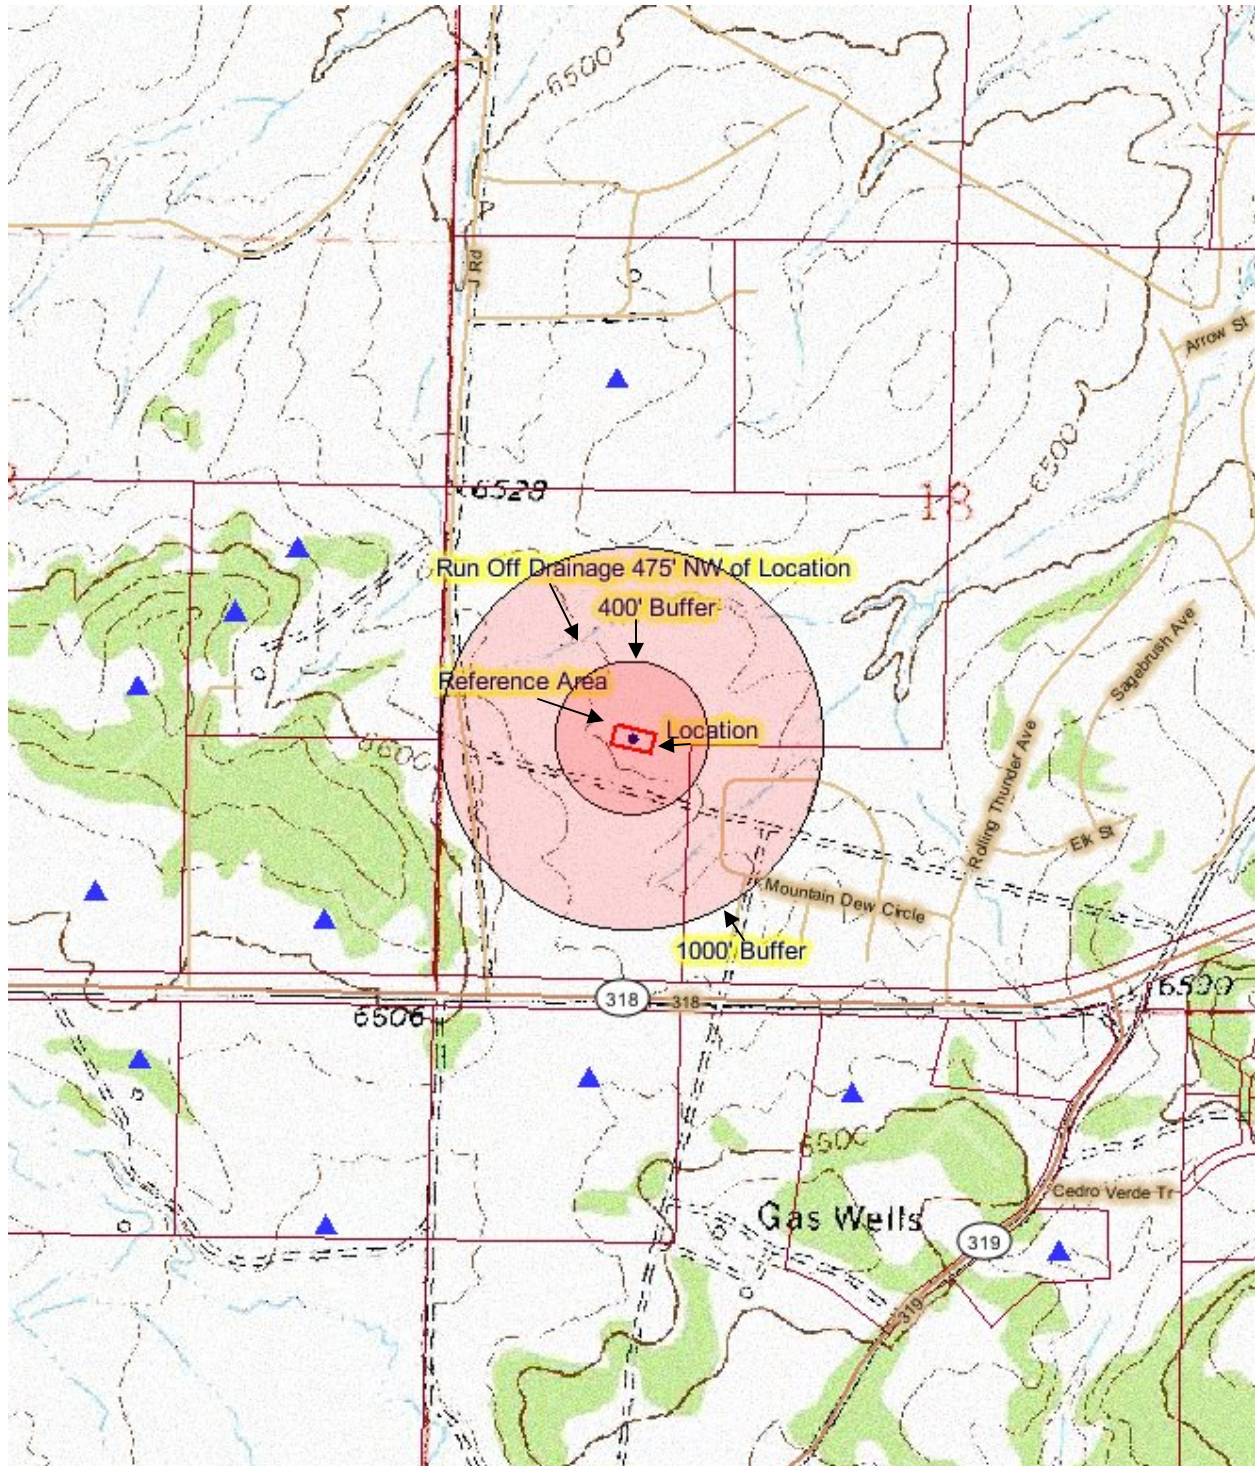 6500
J Rd
Arrow St
6500
6528
18
Run Off Drainage 475' NW of Location
400' Buffer
Sagebrush Ave
Reference Area
Location
6600
Rolling Thunder Ave
Elk St
Mountain Dew Circle
1000' Buffer
318
318
6506
6500
Cedro Verde Tr
Gas Wells
319
319